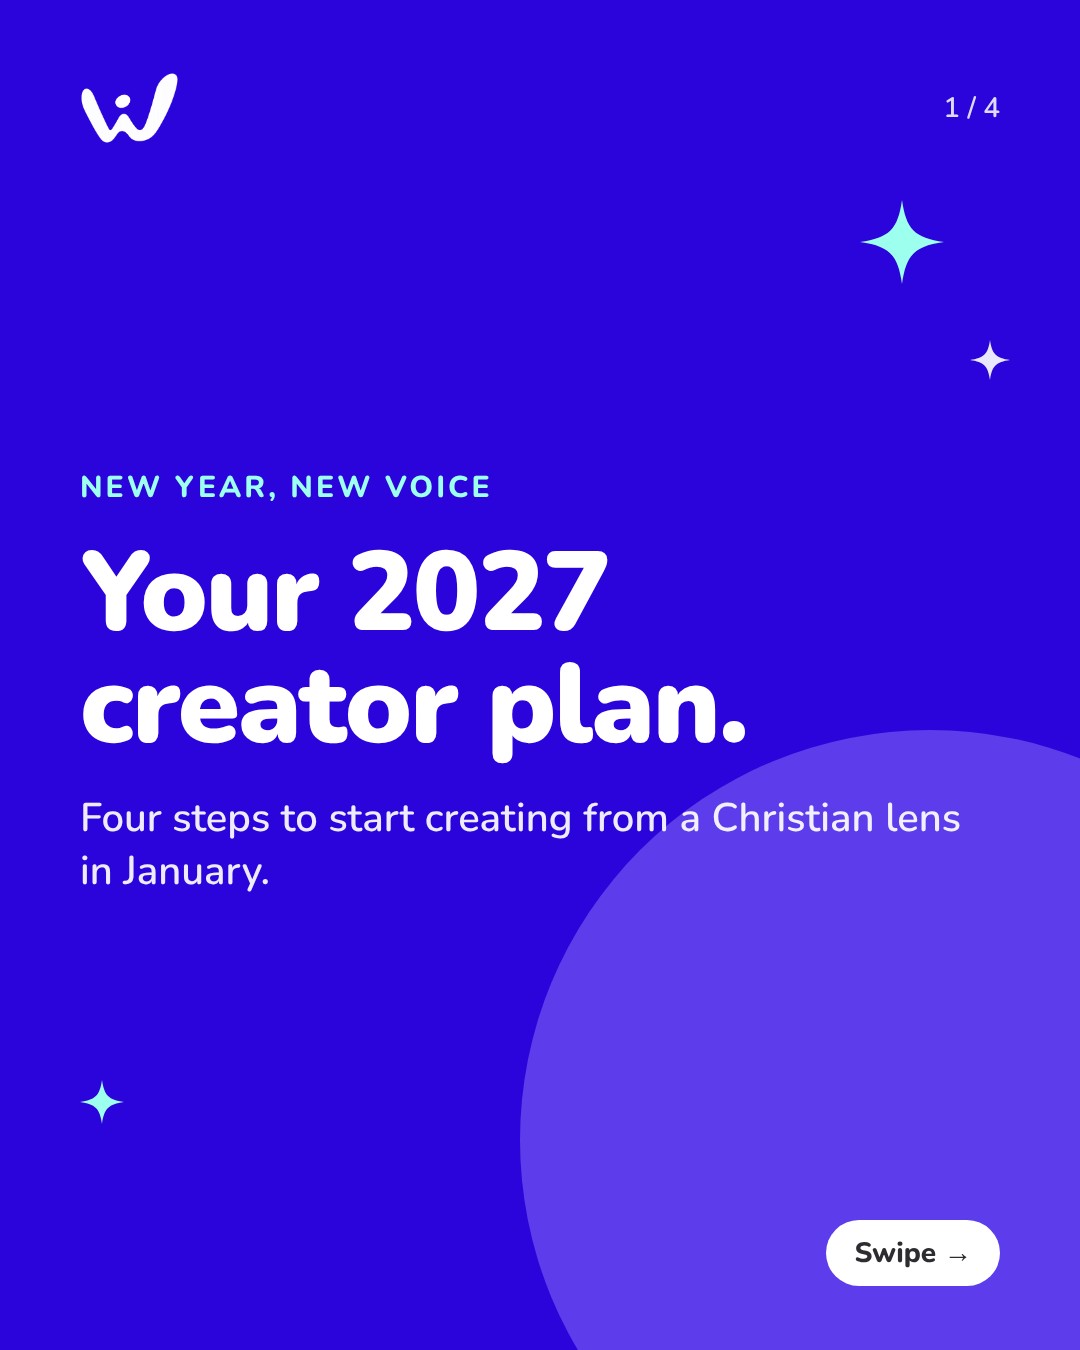 1 / 4
NEW YEAR, NEW VOICE
Your 2027
creator plan.
Four steps to start creating from a Christian lens
in January.
Swipe →